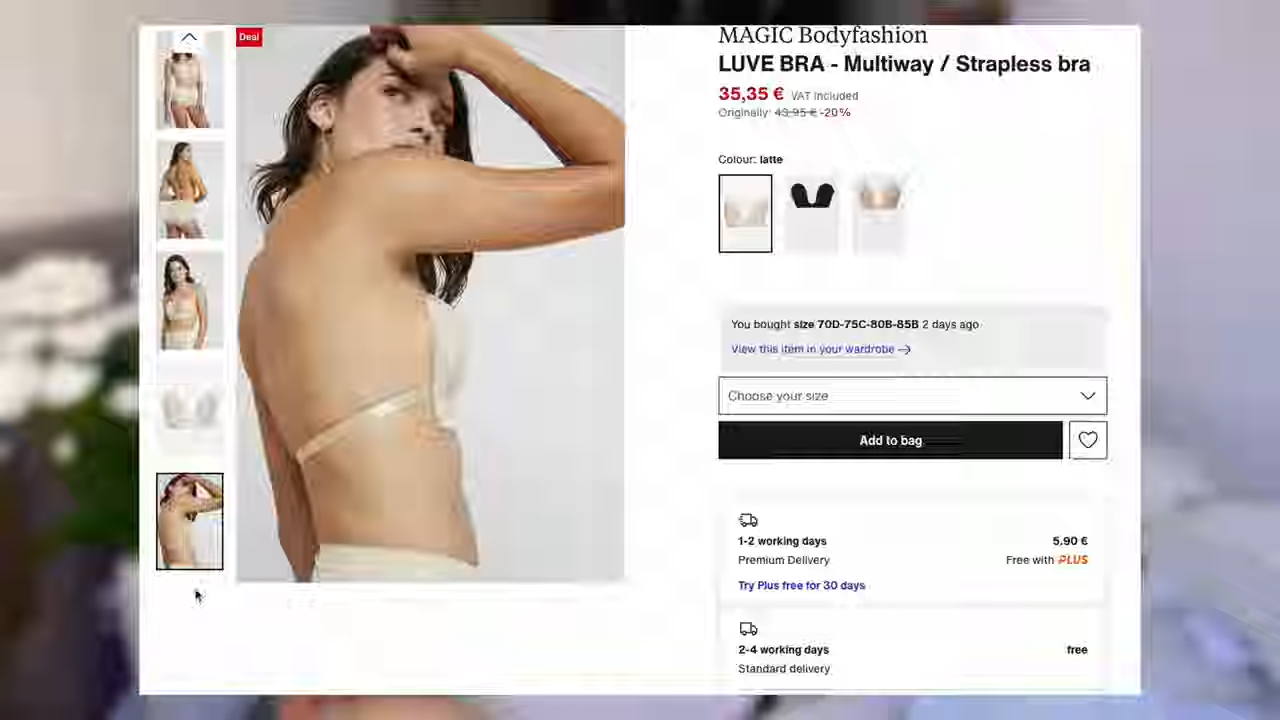 Deal
MAGIC Bodyfashion
LUVE BRA - Multiway / Strapless bra
35,35 € VAT included
Originally: 43,95 € -20%
Colour: latte
You bought size 70D-75C-80B-85B 2 days ago
View this item in your wardrobe →
Choose your size
Add to bag
1-2 working days
5,90 €
Premium Delivery
Free with PLUS
Try Plus free for 30 days
2-4 working days
free
Standard delivery